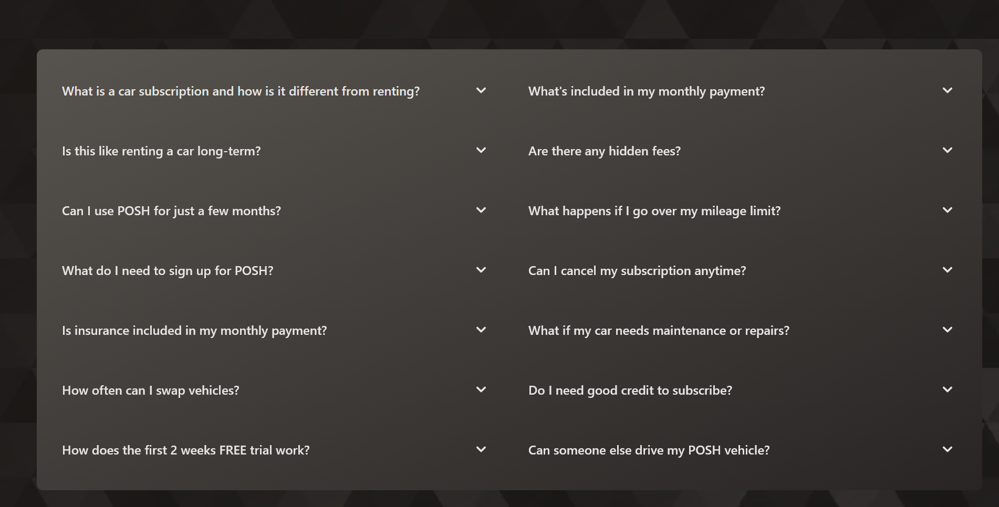 What is a car subscription and how is it different from renting?
Is this like renting a car long-term?
Can I use POSH for just a few months?
What do I need to sign up for POSH?
Is insurance included in my monthly payment?
How often can I swap vehicles?
How does the first 2 weeks FREE trial work?
What's included in my monthly payment?
Are there any hidden fees?
What happens if I go over my mileage limit?
Can I cancel my subscription anytime?
What if my car needs maintenance or repairs?
Do I need good credit to subscribe?
Can someone else drive my POSH vehicle?